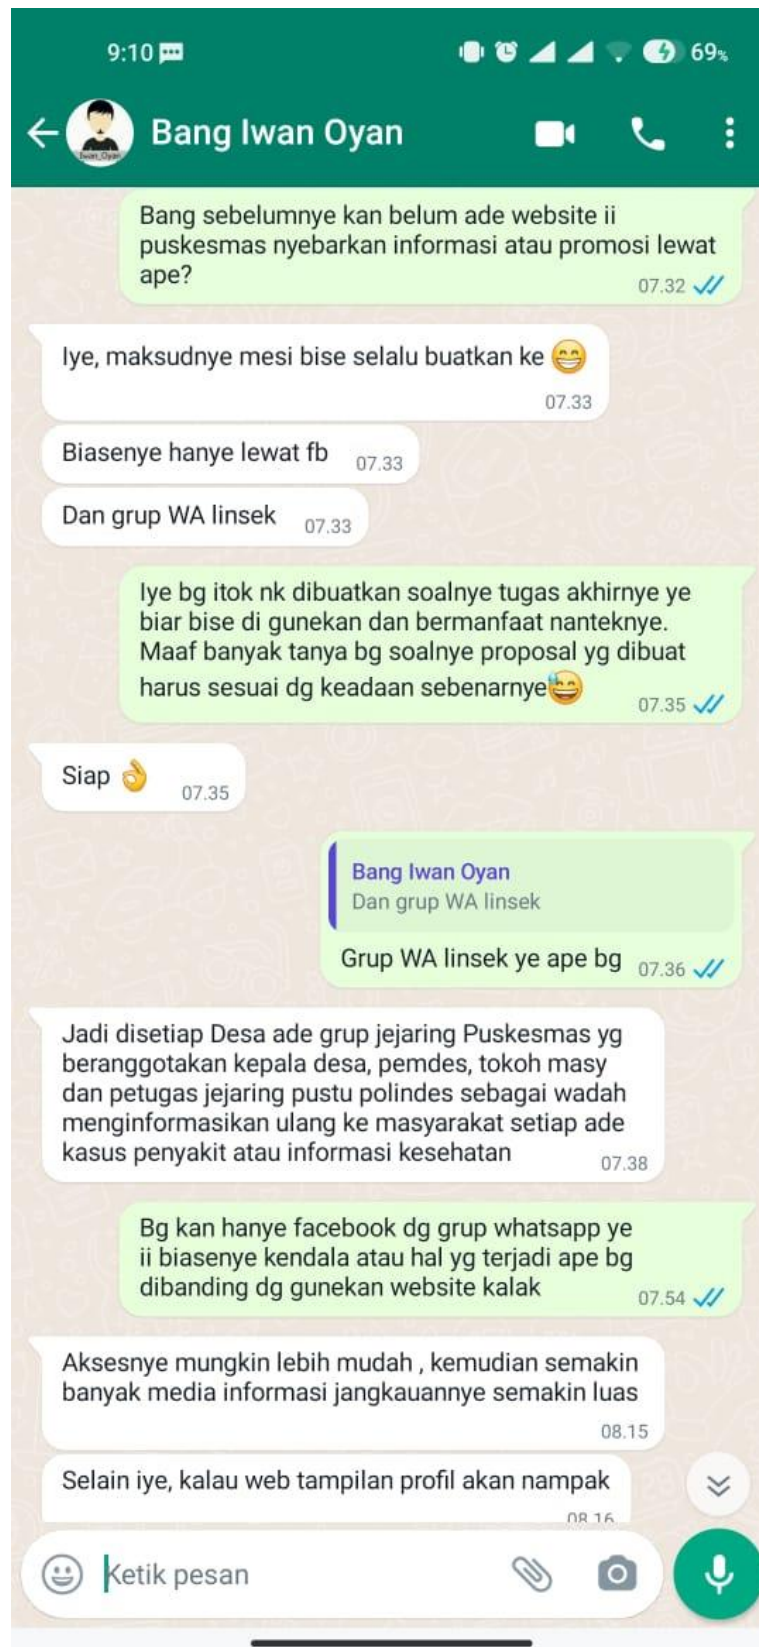 9:10
69%
Bang Iwan Oyan
Iwan_Oyan
Bang sebelumnye kan belum ade website ii
puskesmas nyebarkan informasi atau promosi lewat
ape?
07.32
Iye, maksudnye mesi bise selalu buatkan ke 😁
07.33
Biasenye hanye lewat fb
07.33
Dan grup WA linsek
07.33
Iye bg itok nk dibuatkan soalnye tugas akhirnye ye
biar bise di gunekan dan bermanfaat nanteknye.
Maaf banyak tanya bg soalnye proposal yg dibuat
harus sesuai dg keadaan sebenarnye😅
07.35
Siap 👌
07.35
Bang Iwan Oyan
Dan grup WA linsek
Grup WA linsek ye ape bg
07.36
Jadi disetiap Desa ade grup jejaring Puskesmas yg
beranggotakan kepala desa, pemdes, tokoh masy
dan petugas jejaring pustu polindes sebagai wadah
menginformasikan ulang ke masyarakat setiap ade
kasus penyakit atau informasi kesehatan
07.38
Bg kan hanye facebook dg grup whatsapp ye
ii biasenye kendala atau hal yg terjadi ape bg
dibanding dg gunekan website kalak
07.54
Aksesnye mungkin lebih mudah , kemudian semakin
banyak media informasi jangkauannye semakin luas
08.15
Selain iye, kalau web tampilan profil akan nampak
08.16
Ketik pesan